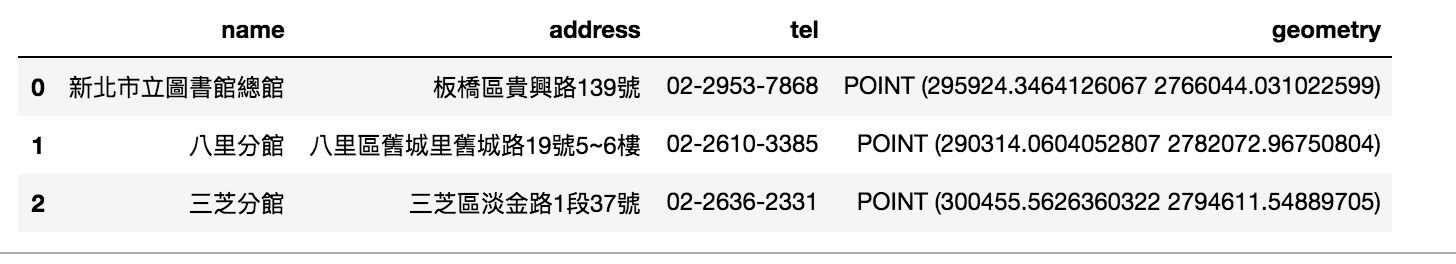 name address tel geometry
0 新北市立圖書館總館 板橋區貴興路139號 02-2953-7868 POINT (295924.3464126067 2766044.031022599)
1 八里分館 八里區舊城里舊城路19號5~6樓 02-2610-3385 POINT (290314.0604052807 2782072.96750804)
2 三芝分館 三芝區淡金路1段37號 02-2636-2331 POINT (300455.5626360322 2794611.54889705)